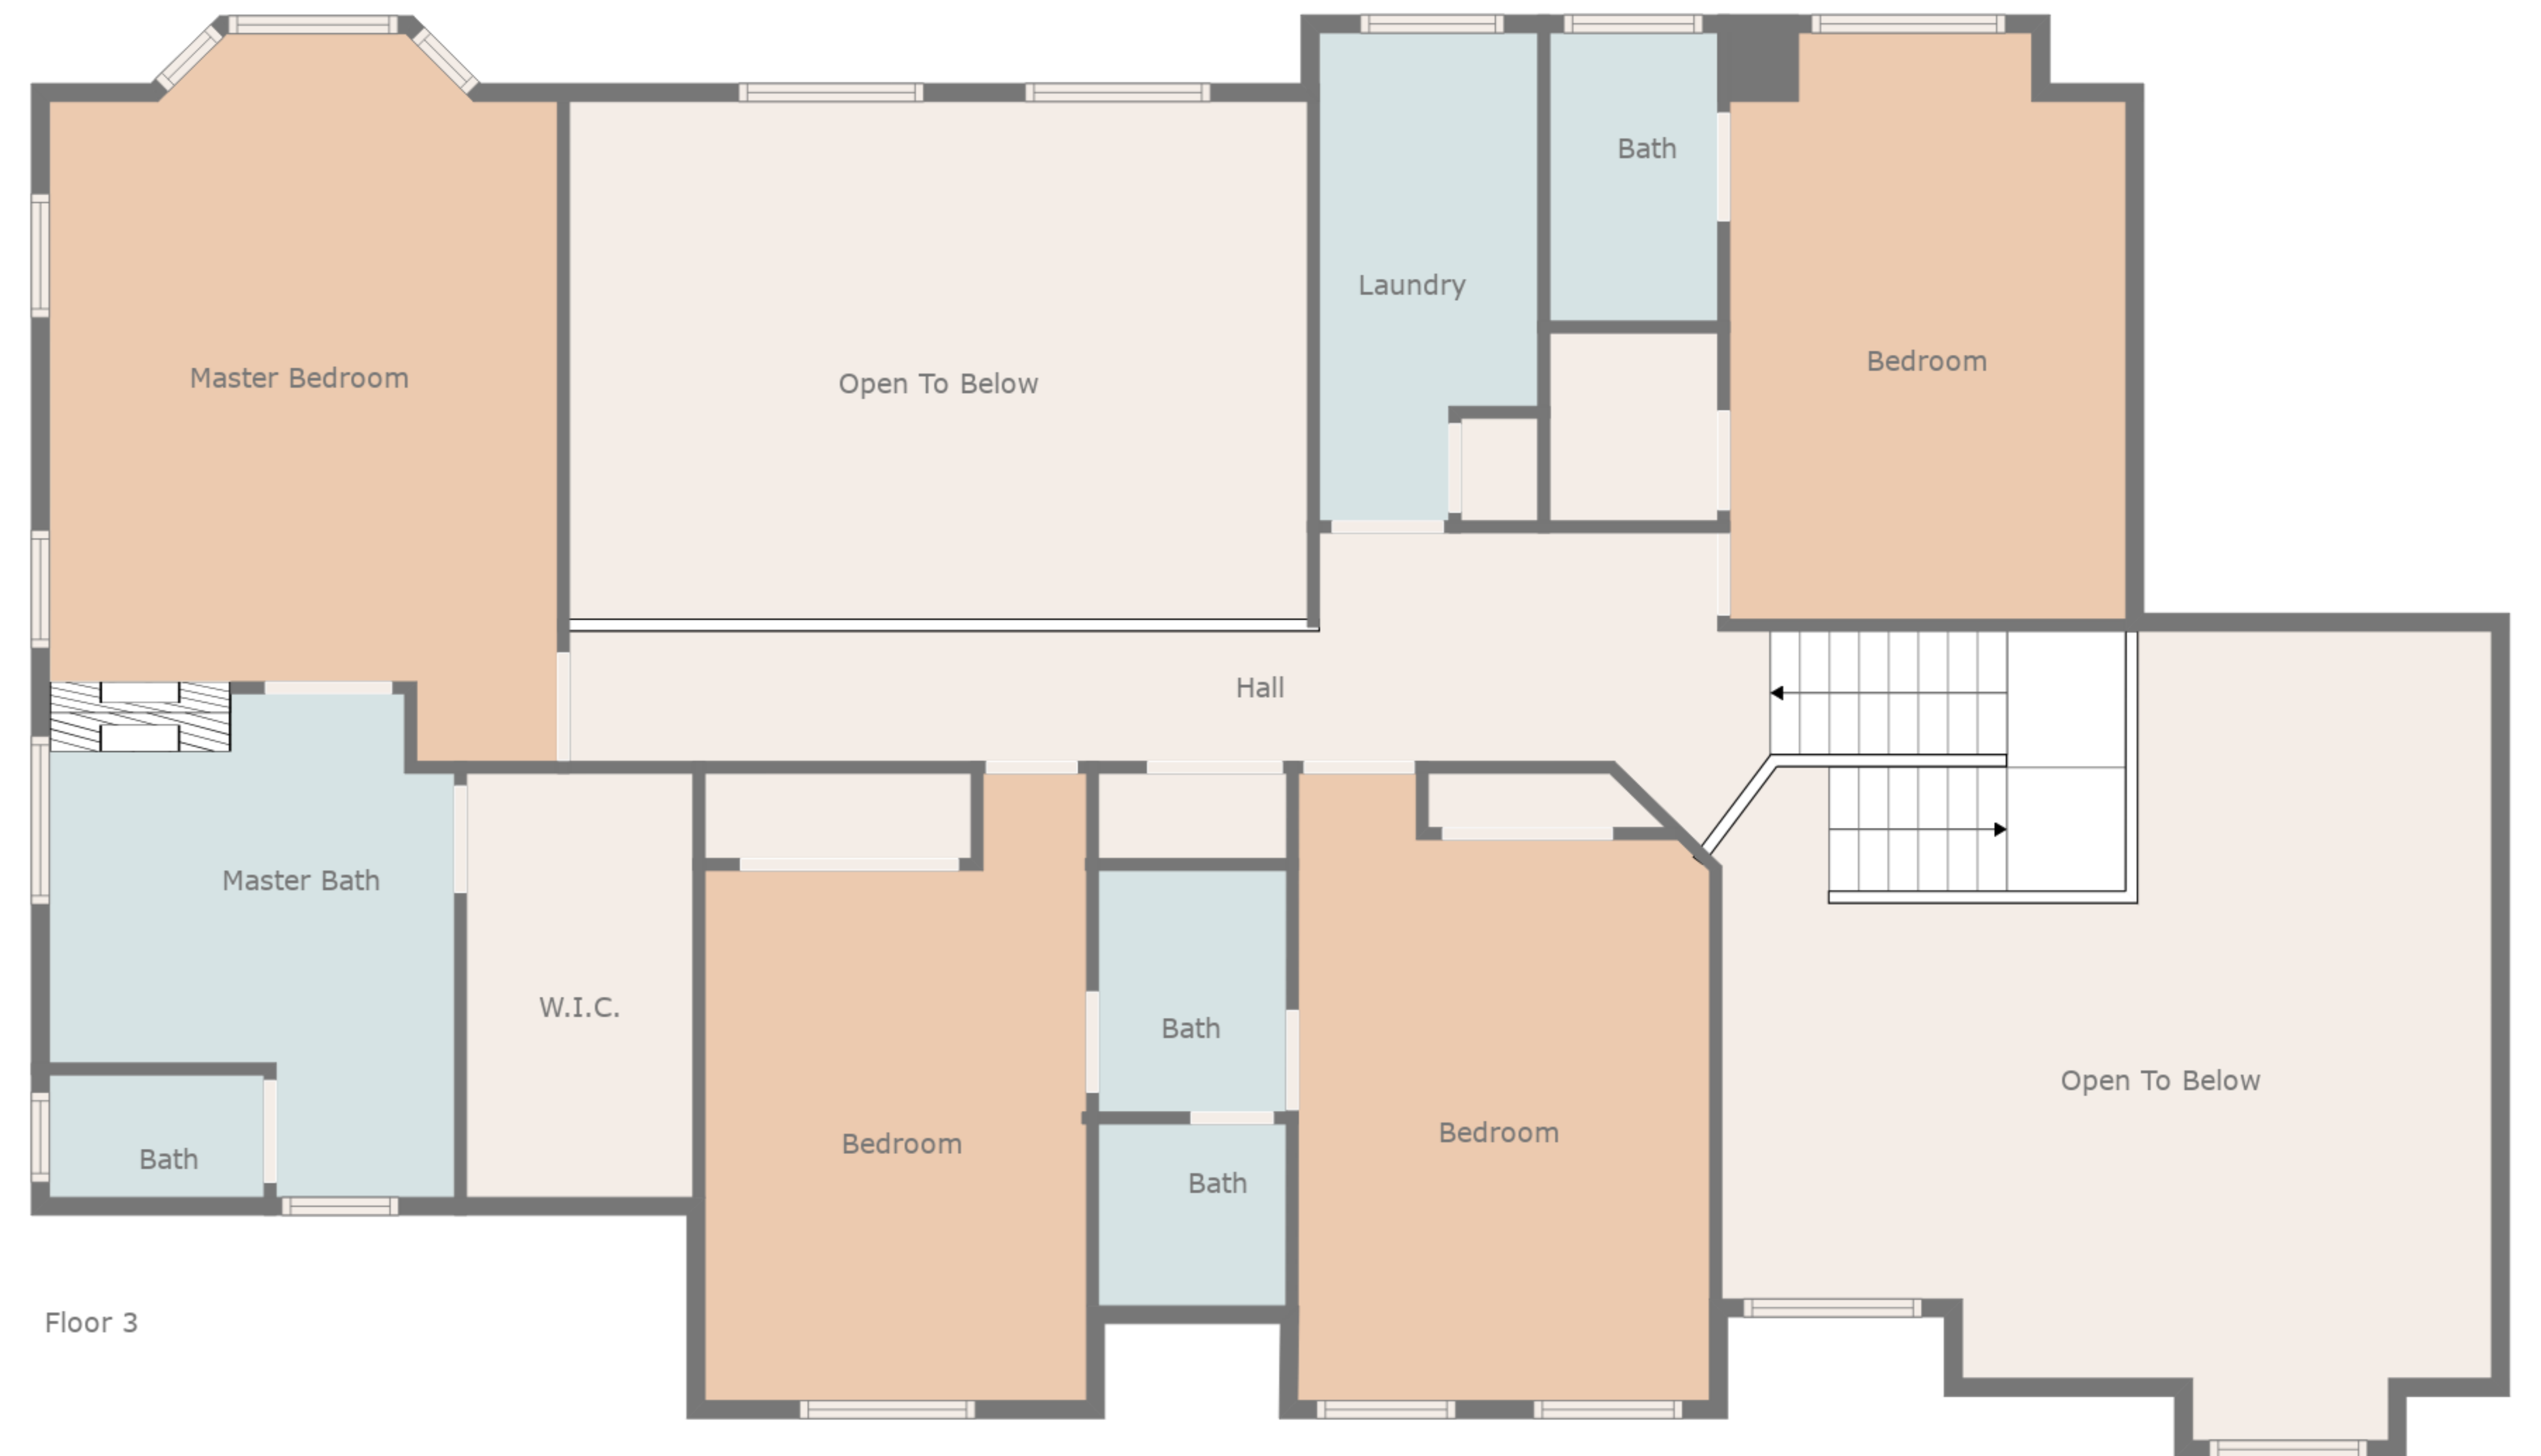 Bath
Laundry
Bedroom
Master Bedroom
Open To Below
Hall
Master Bath
W.I.C.
Bath
Open To Below
Bedroom
Bedroom
Bath
Bath
Floor 3